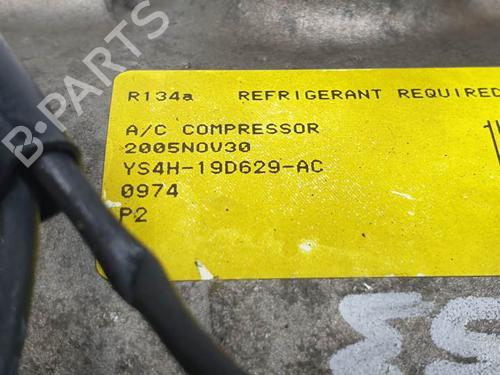 B-PARTS
R134a REFRIGERANT REQUIRED
A/C COMPRESSOR
2005NOV30
YS4H-19D629-AC
0974
P2